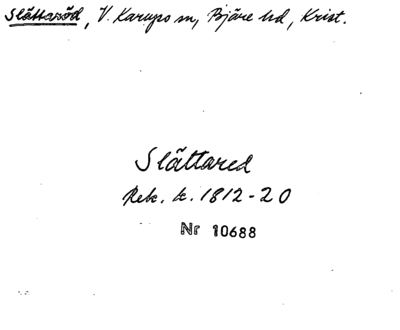 Slättaröd, V. Karups sn, Bjäre hd, Krist.
Slättared
Rek. k. 1812-20
Nr 10688